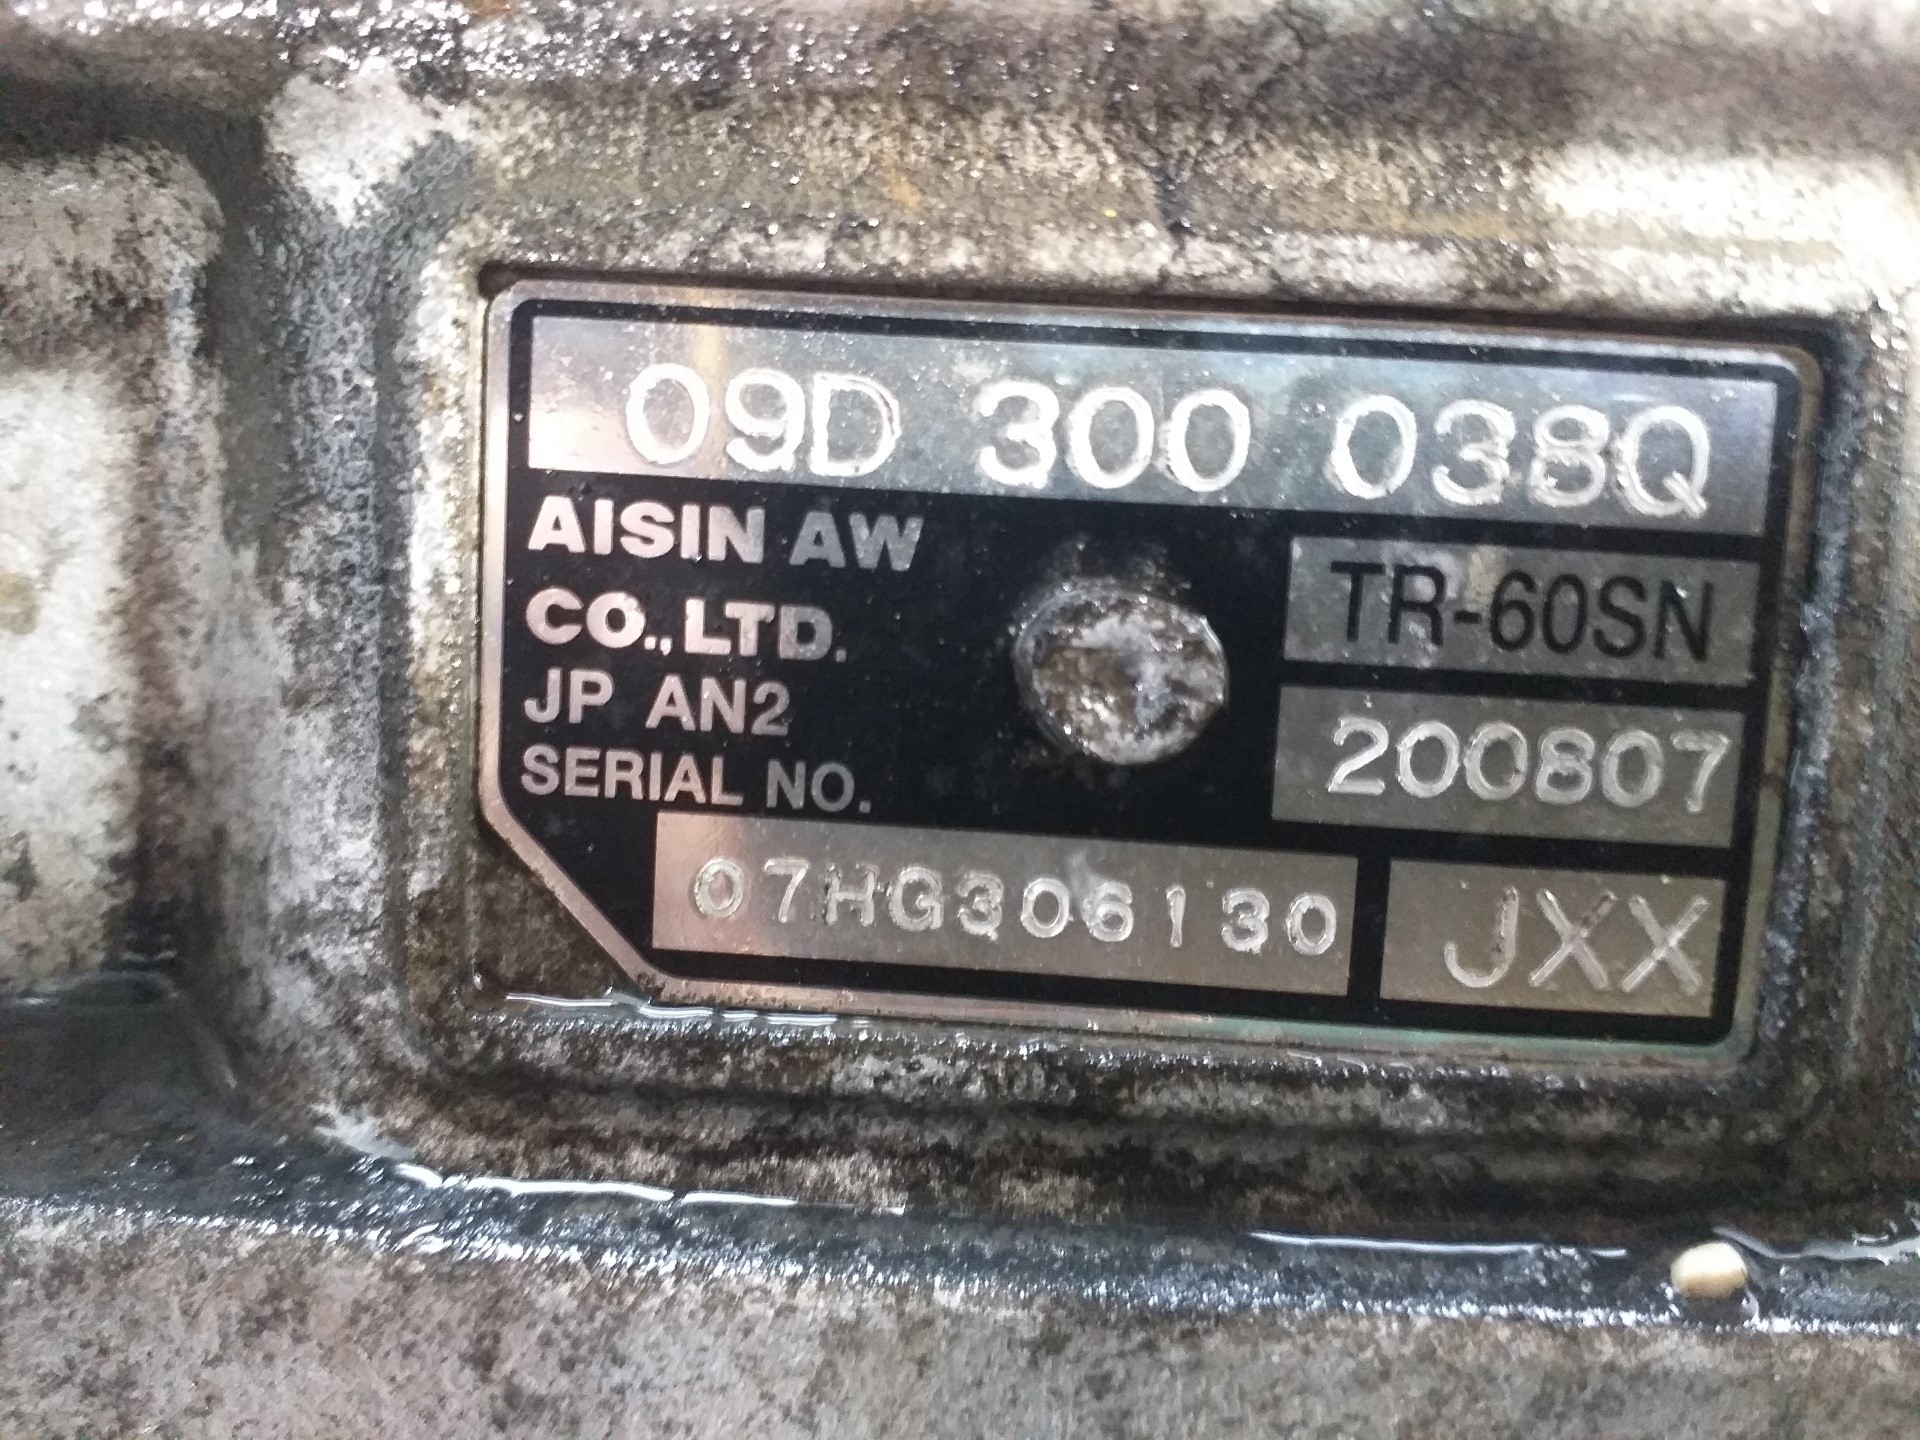 09D 300 038Q
AISIN AW
CO.,LTD.
TR-60SN
JP AN2
200807
SERIAL NO.
07HG306130
JXX